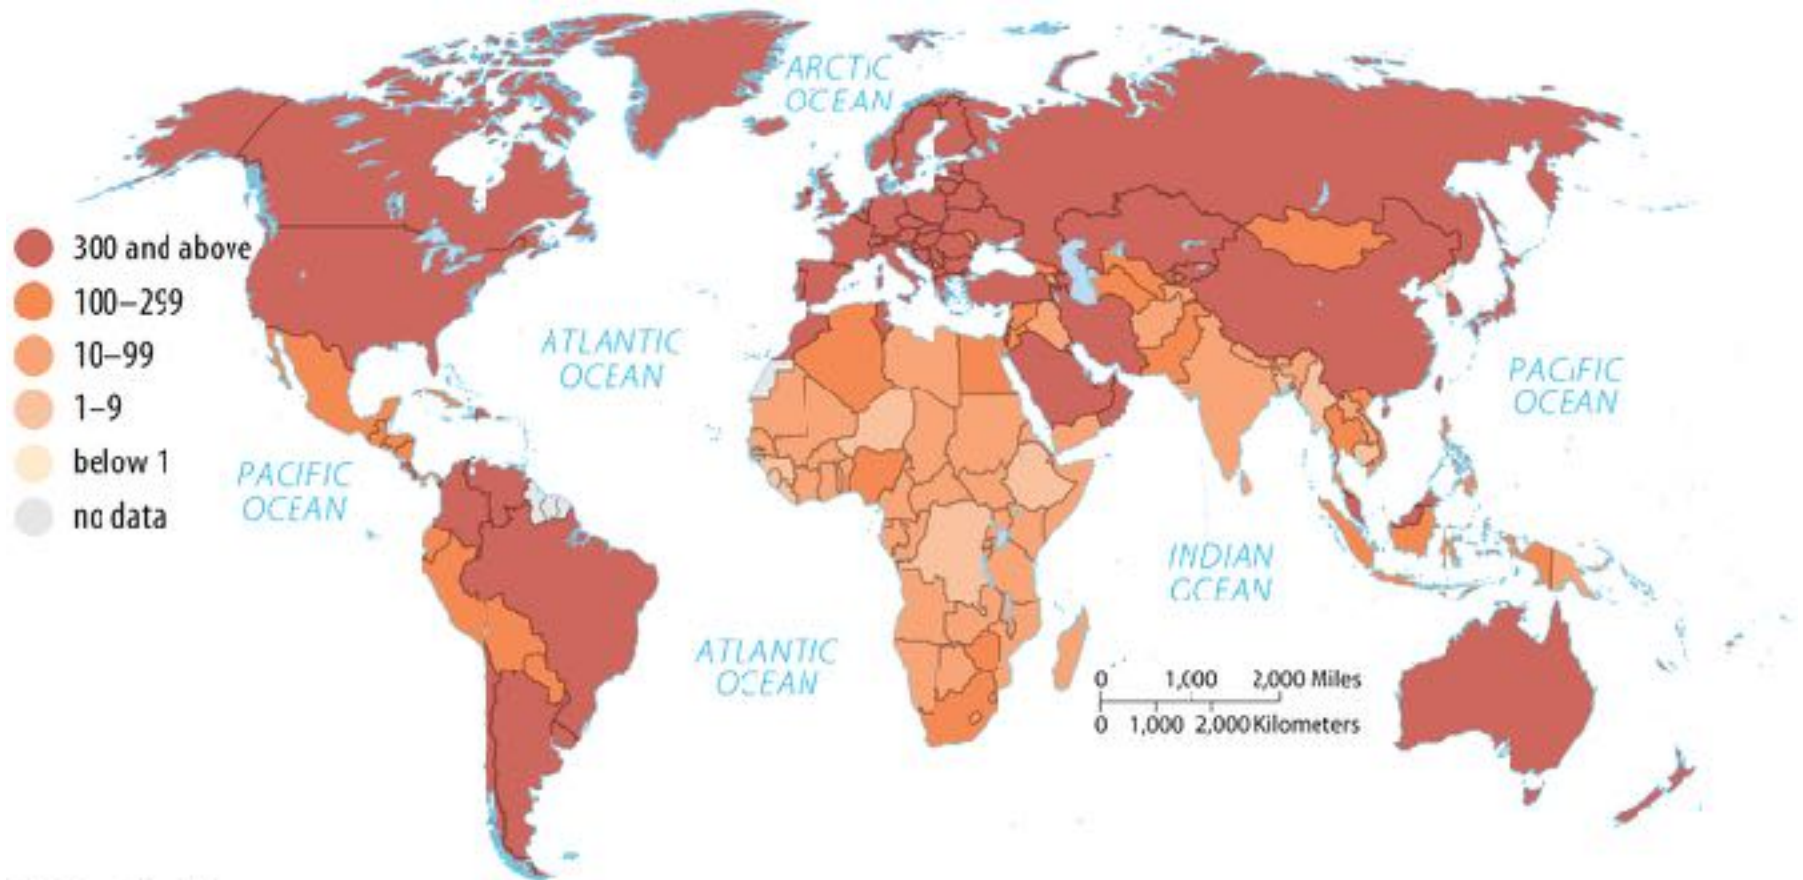 ARCTIC
OCEAN
300 and above
100–299
10–99
1–9
below 1
no data
ATLANTIC
OCEAN
PACIFIC
OCEAN
PACIFIC
OCEAN
INDIAN
OCEAN
ATLANTIC
OCEAN
0 1,000 2,000 Miles
0 1,000 2,000 Kilometers